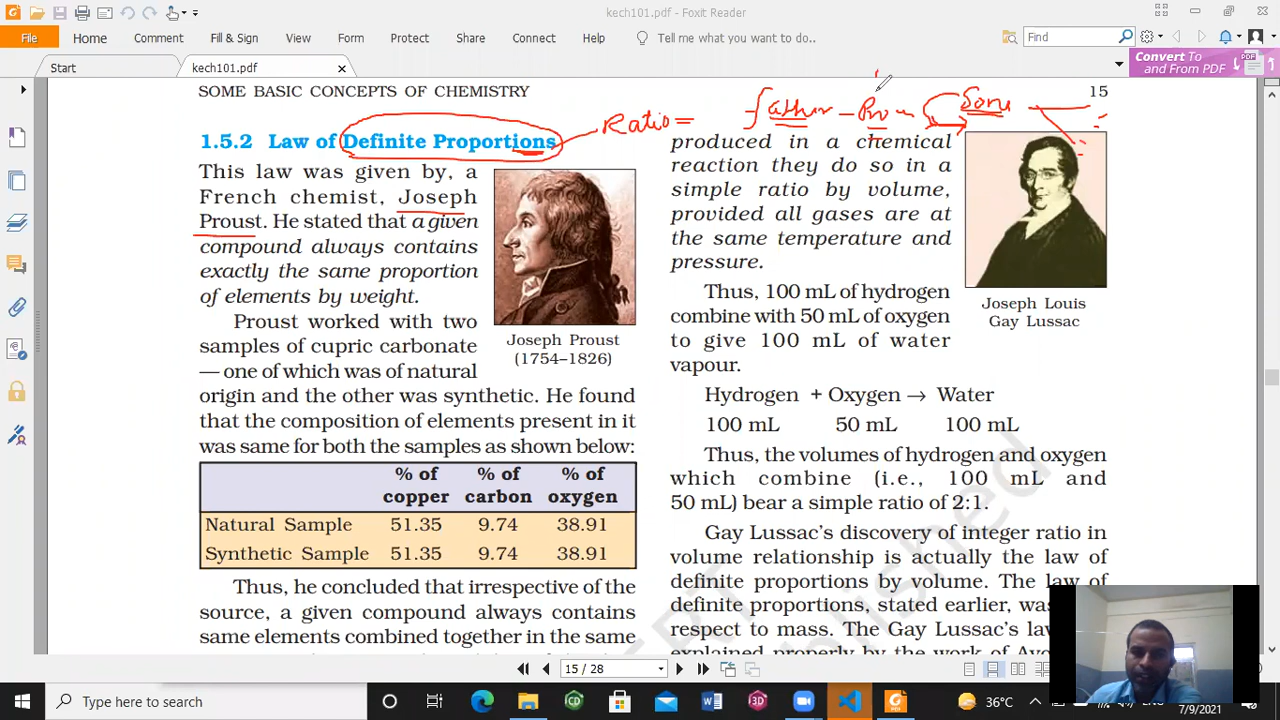 kech101.pdf - Foxit Reader
File Home Comment Fill & Sign View Form Protect Share Connect Help Tell me what you want to do... Find
Start kech101.pdf
Convert To
and From PDF
SOME BASIC CONCEPTS OF CHEMISTRY 15
Ratio= father - Pro Sons
1.5.2 Law of Definite Proportions
This law was given by, a
French chemist, Joseph
Proust. He stated that a given
compound always contains
exactly the same proportion
of elements by weight.
Joseph Proust
(1754–1826)
Proust worked with two
samples of cupric carbonate
— one of which was of natural
origin and the other was synthetic. He found
that the composition of elements present in it
was same for both the samples as shown below:
% of % of % of
copper carbon oxygen
Natural Sample 51.35 9.74 38.91
Synthetic Sample 51.35 9.74 38.91
Thus, he concluded that irrespective of the
source, a given compound always contains
same elements combined together in the same
produced in a chemical
reaction they do so in a
simple ratio by volume,
provided all gases are at
the same temperature and
pressure.
Joseph Louis
Gay Lussac
Thus, 100 mL of hydrogen
combine with 50 mL of oxygen
to give 100 mL of water
vapour.
Hydrogen + Oxygen → Water
100 mL 50 mL 100 mL
Thus, the volumes of hydrogen and oxygen
which combine (i.e., 100 mL and
50 mL) bear a simple ratio of 2:1.
Gay Lussac's discovery of integer ratio in
volume relationship is actually the law of
definite proportions by volume. The law of
definite proportions, stated earlier, was
respect to mass. The Gay Lussac's
explained properly by the work of
15 / 28
Type here to search
36°C
7/9/2021